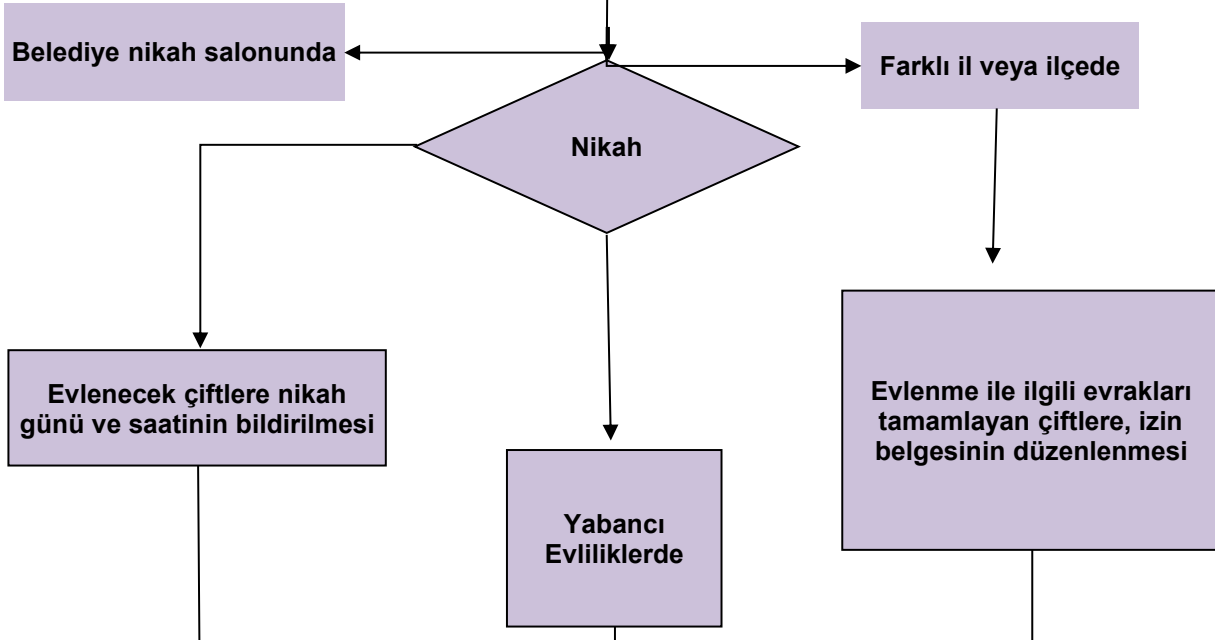 Belediye nikah salonunda
Farklı il veya ilçede
Nikah
Evlenecek çiftlere nikah
günü ve saatinin bildirilmesi
Yabancı
Evliliklerde
Evlenme ile ilgili evrakları
tamamlayan çiftlere, izin
belgesinin düzenlenmesi